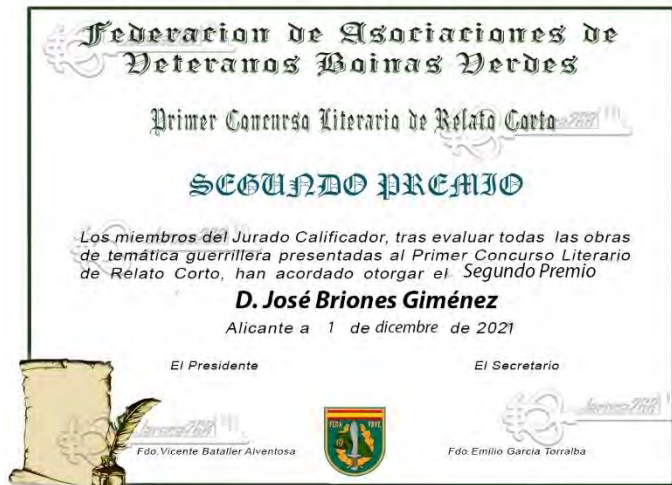 Federacion de Asociaciones de
Veteranos Boinas Verdes
Primer Concurso Literario de Relato Corto
SEGUNDO PREMIO
Los miembros del Jurado Calificador, tras evaluar todas las obras
de temática guerrillera presentadas al Primer Concurso Literario
de Relato Corto, han acordado otorgar el Segundo Premio
D. José Briones Giménez
Alicante a 1 de diciembre de 2021
El Presidente El Secretario
Fdo.Vicente Bataller Alventosa Fdo.Emilio Garcia Torralba